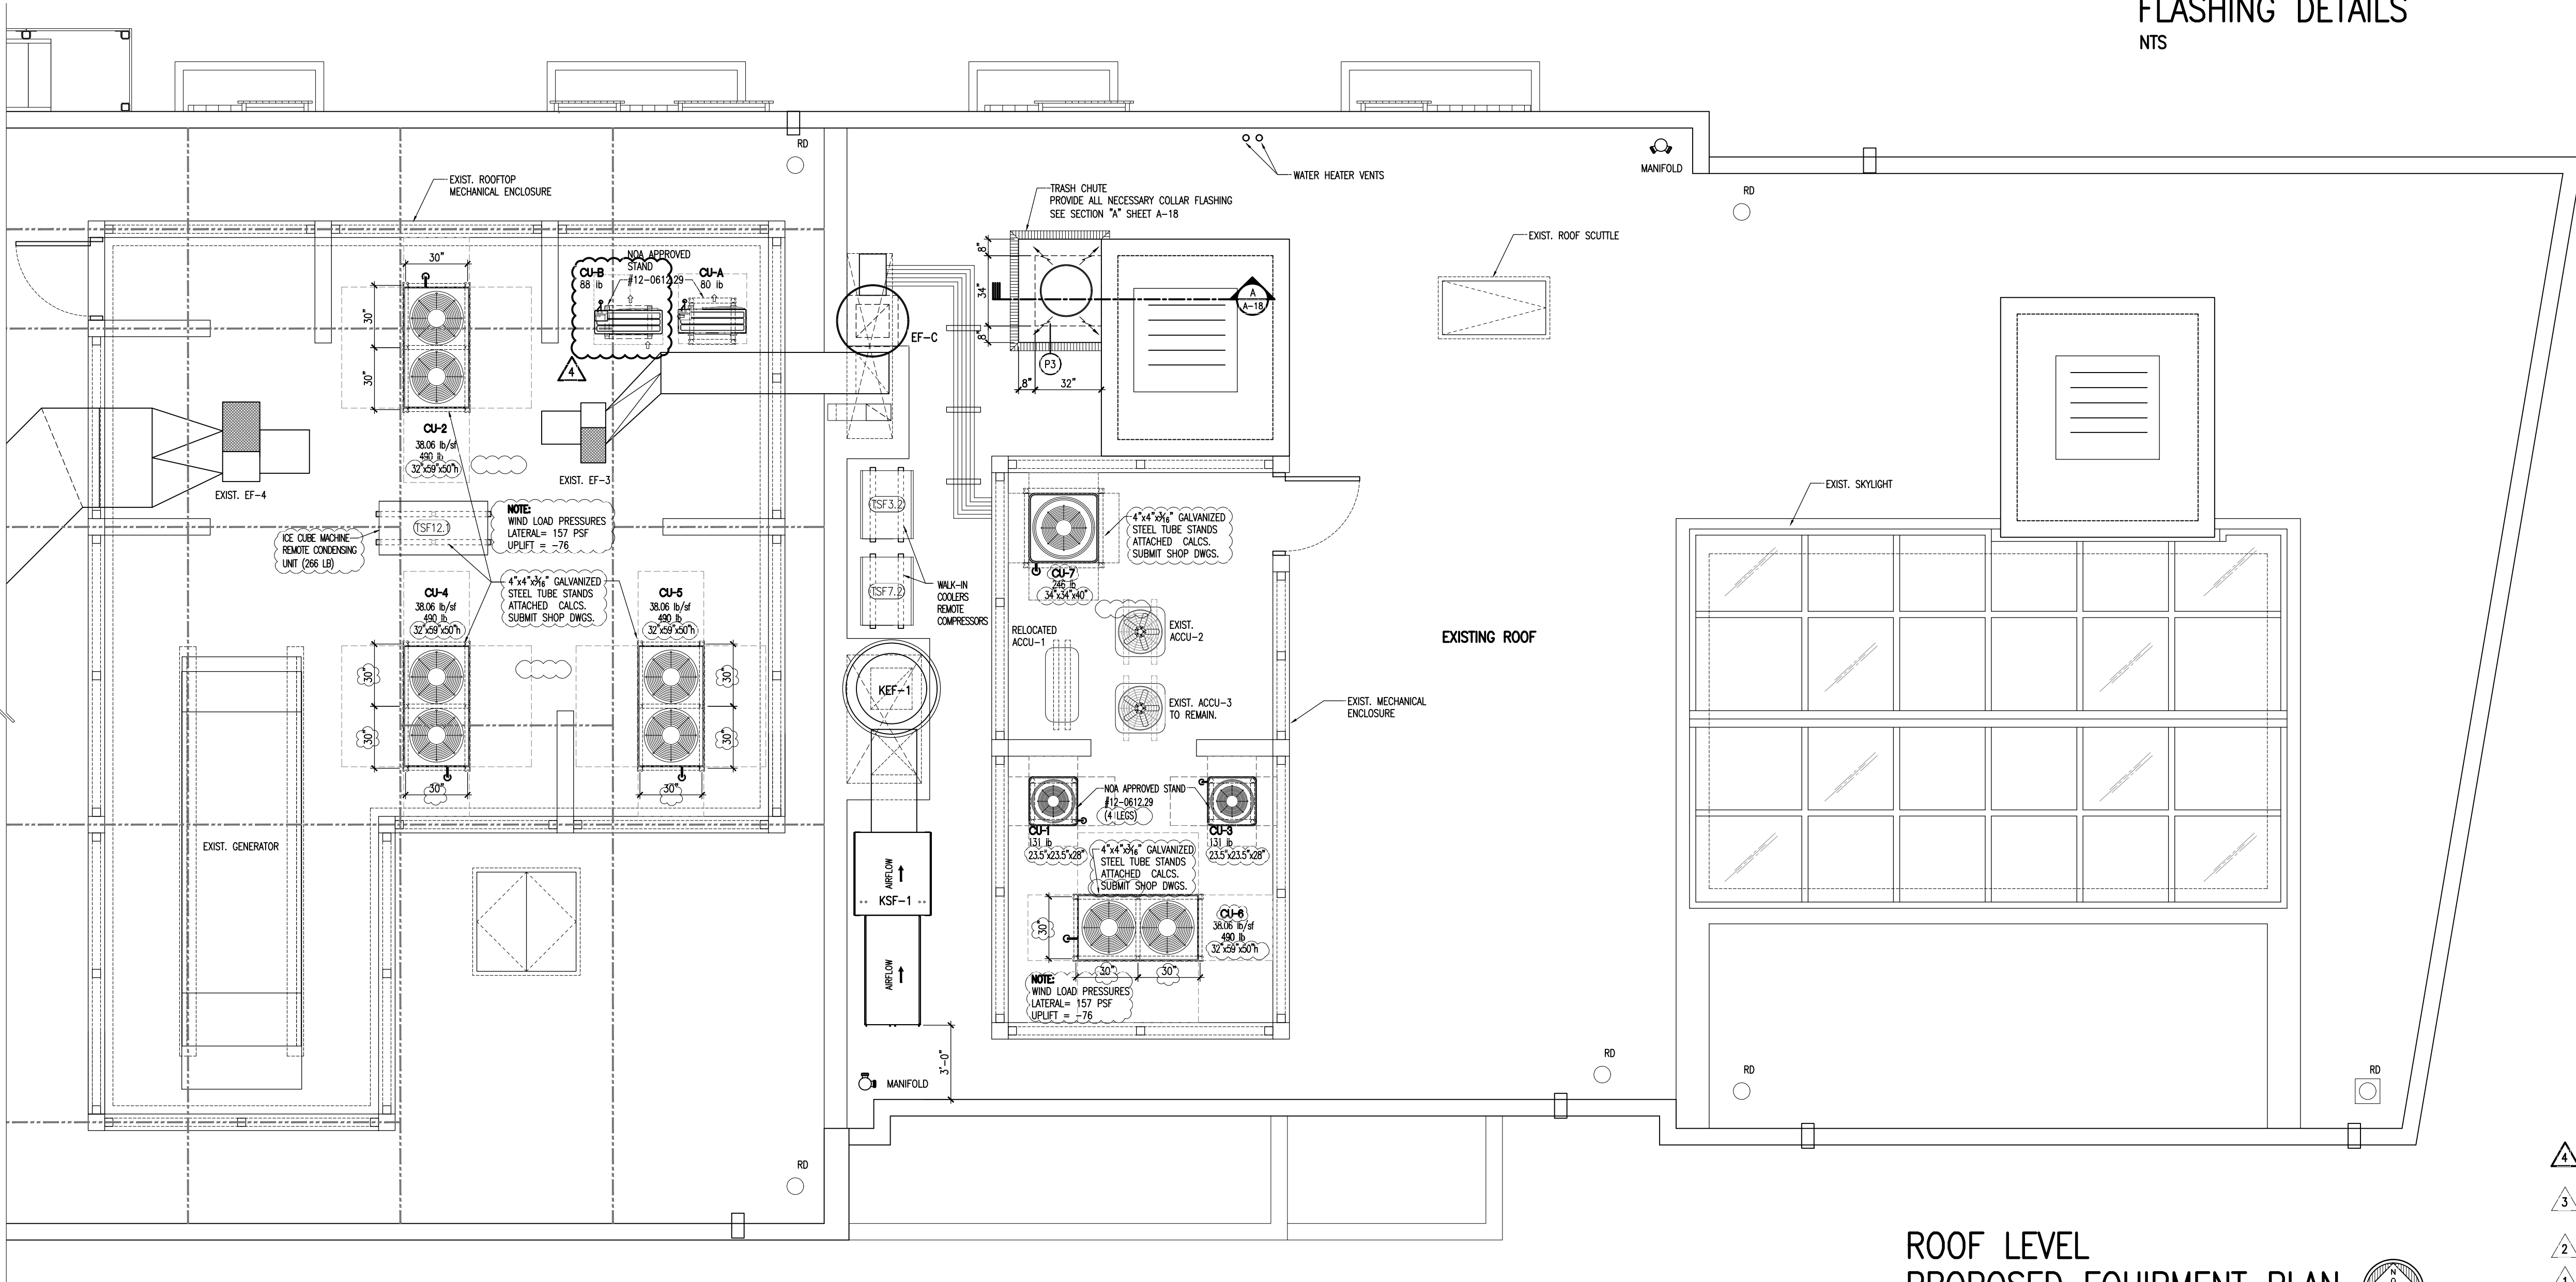 FLASHING DETAILS
NTS
RD
EXIST. ROOFTOP
MECHANICAL ENCLOSURE
WATER HEATER VENTS
MANIFOLD
RD
TRASH CHUTE
PROVIDE ALL NECESSARY COLLAR FLASHING
SEE SECTION "A" SHEET A-18
EXIST. ROOF SCUTTLE
30"
30"
30"
NOA APPROVED
STAND
#12-0612.29
CU-B
88 lb
CU-A
80 lb
4
EF-C
8"
34"
8"
8"
32"
P3
A
A-18
CU-2
38.06 lb/sf
490 lb
32"x59"x50"h
EXIST. EF-4
EXIST. EF-3
TSF12.1
ICE CUBE MACHINE
REMOTE CONDENSING
UNIT (266 LB)
NOTE:
WIND LOAD PRESSURES
LATERAL= 157 PSF
UPLIFT = -76
4"x4"x3/16" GALVANIZED
STEEL TUBE STANDS
ATTACHED CALCS.
SUBMIT SHOP DWGS.
TSF3.2
TSF7.2
WALK-IN
COOLERS
REMOTE
COMPRESSORS
4"x4"x3/16" GALVANIZED
STEEL TUBE STANDS
ATTACHED CALCS.
SUBMIT SHOP DWGS.
CU-7
246 lb
34"x34"x40"
EXIST. SKYLIGHT
CU-4
38.06 lb/sf
490 lb
32"x59"x50"h
CU-5
38.06 lb/sf
490 lb
32"x59"x50"h
30"
30"
30"
30"
30"
30"
RELOCATED
ACCU-1
EXIST.
ACCU-2
EXIST. ACCU-3
TO REMAIN.
EXISTING ROOF
EXIST. MECHANICAL
ENCLOSURE
KEF-1
EXIST. GENERATOR
NOA APPROVED STAND
#12-0612.29
(4 LEGS)
CU-1
131 lb
23.5"x23.5"x28"
CU-3
131 lb
23.5"x23.5"x28"
4"x4"x3/16" GALVANIZED
STEEL TUBE STANDS
ATTACHED CALCS.
SUBMIT SHOP DWGS.
AIRFLOW
KSF-1
AIRFLOW
30"
CU-6
38.06 lb/sf
490 lb
32"x59"x50"h
30"
30"
NOTE:
WIND LOAD PRESSURES
LATERAL= 157 PSF
UPLIFT = -76
3'-0"
MANIFOLD
RD
RD
RD
RD
4
3
2
1
ROOF LEVEL
PROPOSED EQUIPMENT PLAN
N